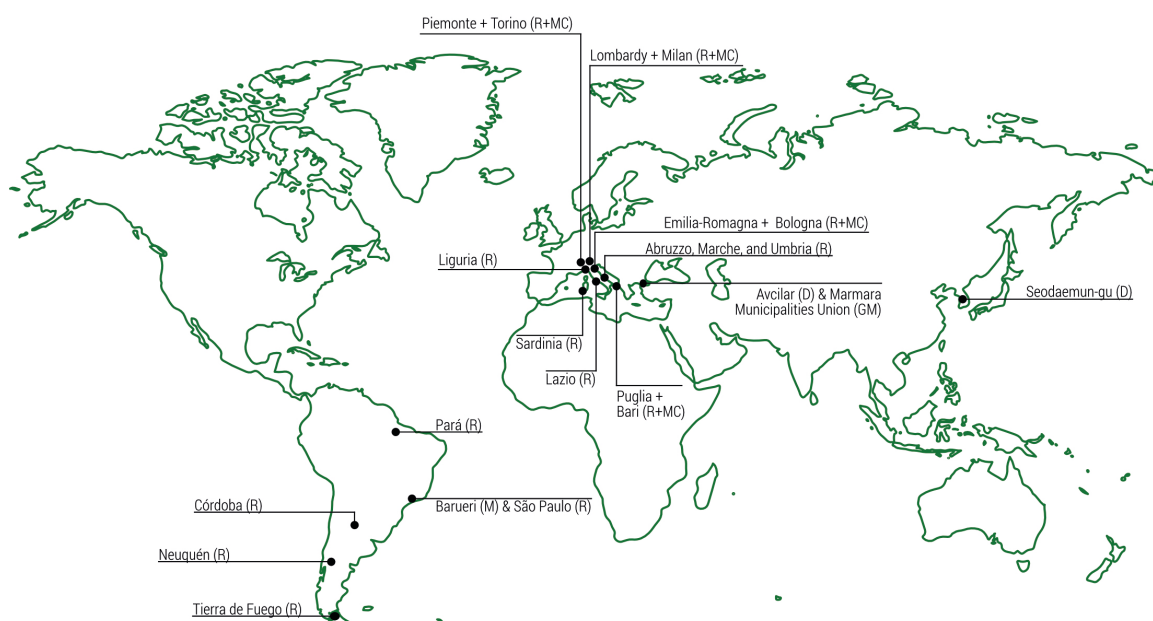 Piemonte + Torino (R+MC)
Lombardy + Milan (R+MC)
Emilia-Romagna + Bologna (R+MC)
Abruzzo, Marche, and Umbria (R)
Liguria (R)
Avcilar (D) & Marmara
Municipalities Union (GM)
Seodaemun-gu (D)
Sardinia (R)
Lazio (R)
Puglia +
Bari (R+MC)
Pará (R)
Barueri (M) & São Paulo (R)
Córdoba (R)
Neuquén (R)
Tierra de Fuego (R)